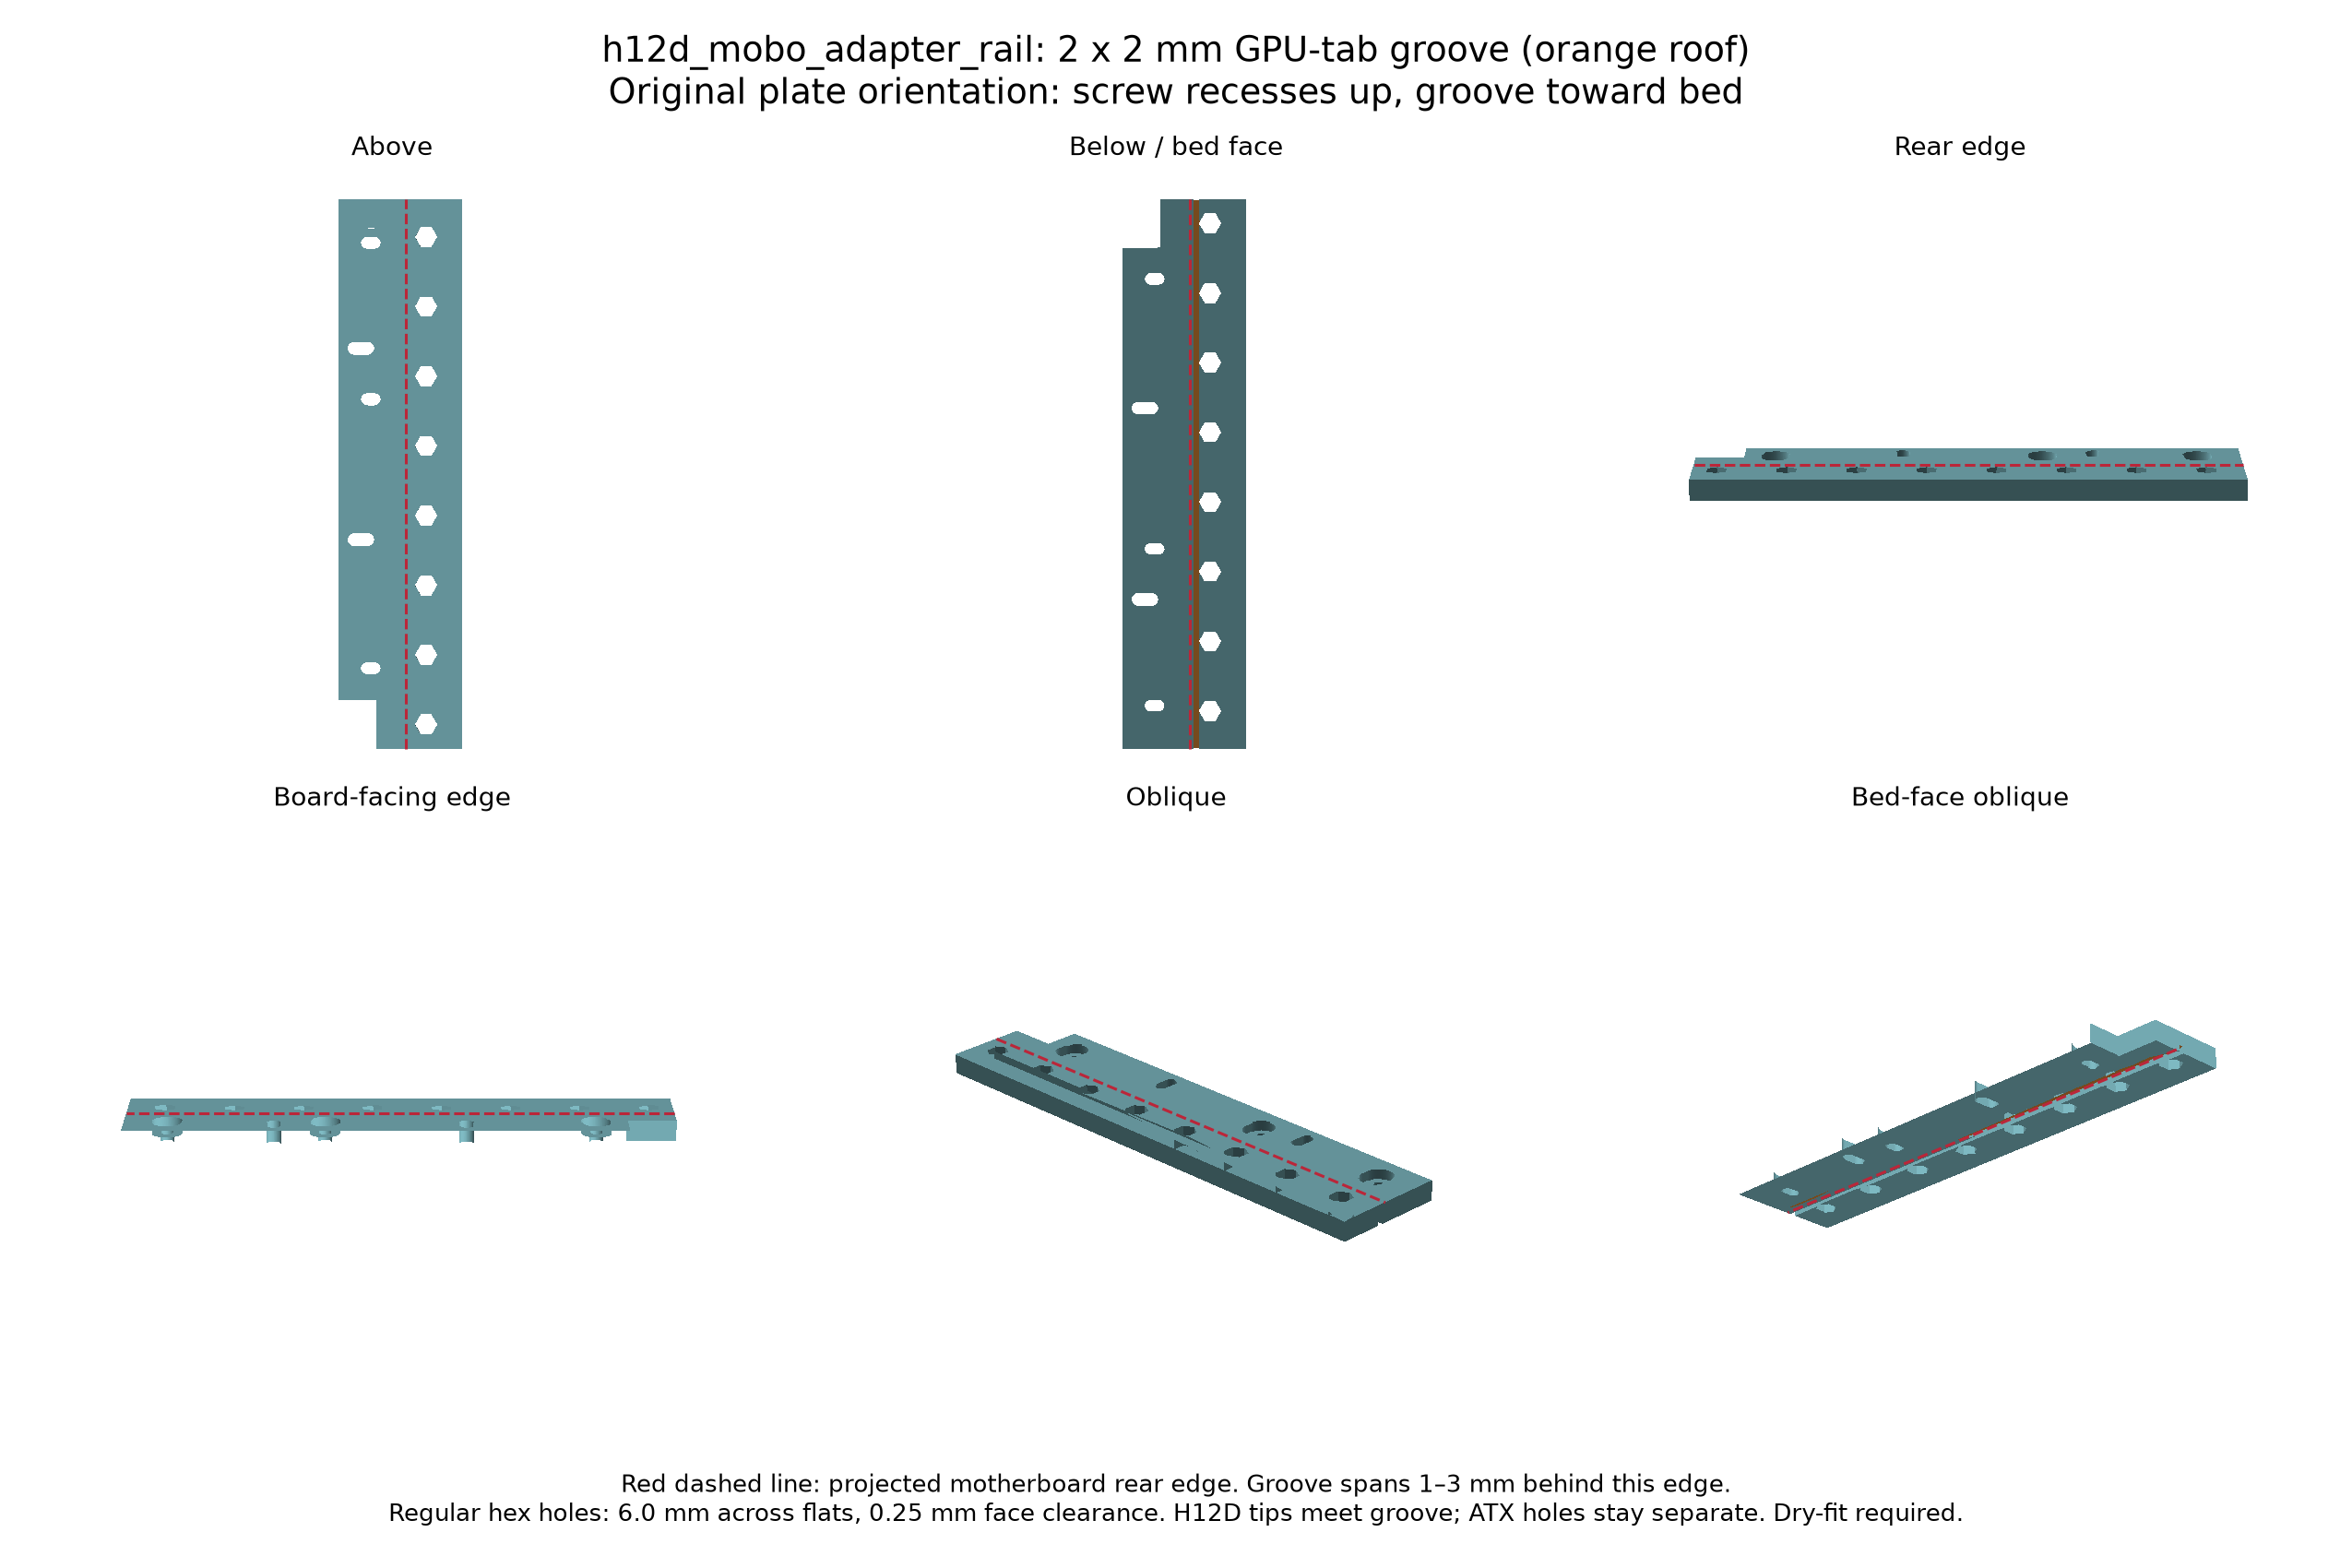 h12d_mobo_adapter_rail: 2 x 2 mm GPU-tab groove (orange roof)
Original plate orientation: screw recesses up, groove toward bed
Above
Below / bed face
Rear edge
Board-facing edge
Oblique
Bed-face oblique
Red dashed line: projected motherboard rear edge. Groove spans 1–3 mm behind this edge.
Regular hex holes: 6.0 mm across flats, 0.25 mm face clearance. H12D tips meet groove; ATX holes stay separate. Dry-fit required.